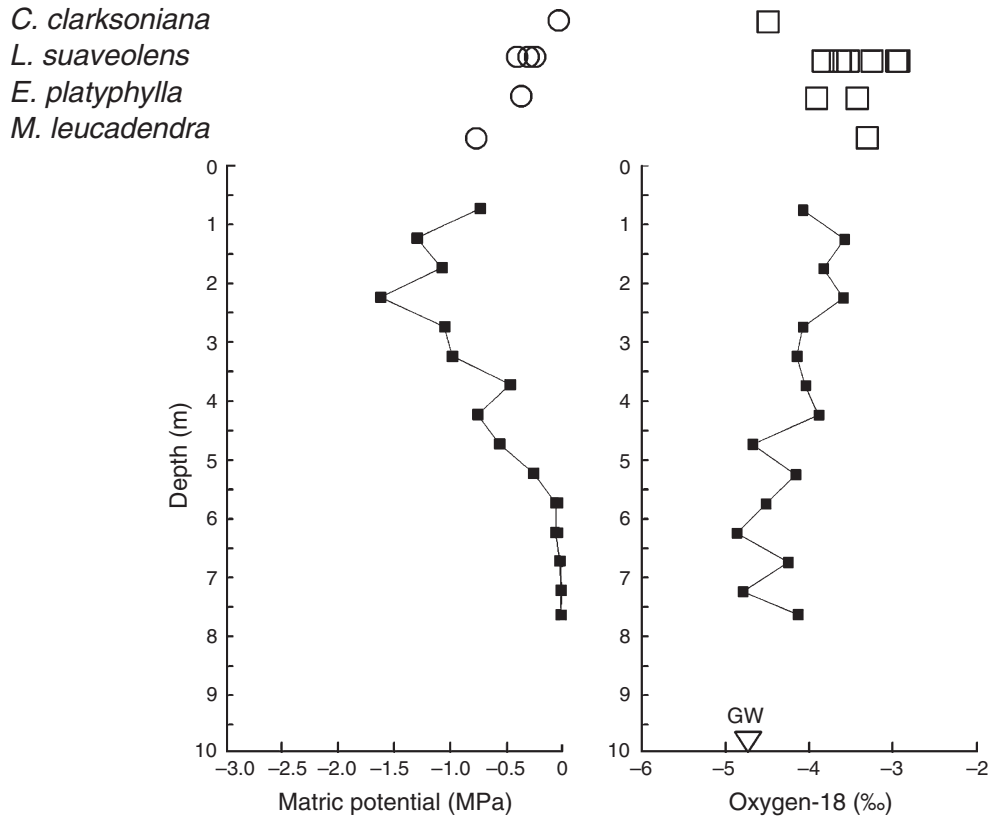 C. clarksoniana
L. suaveolens
E. platyphylla
M. leucadendra
0
1
2
3
4
5
6
7
8
9
10
Depth (m)
–3.0 –2.5 –2.0 –1.5 –1.0 –0.5 0
Matric potential (MPa)
0
1
2
3
4
5
6
7
8
9
10
GW
–6 –5 –4 –3 –2
Oxygen-18 (‰)